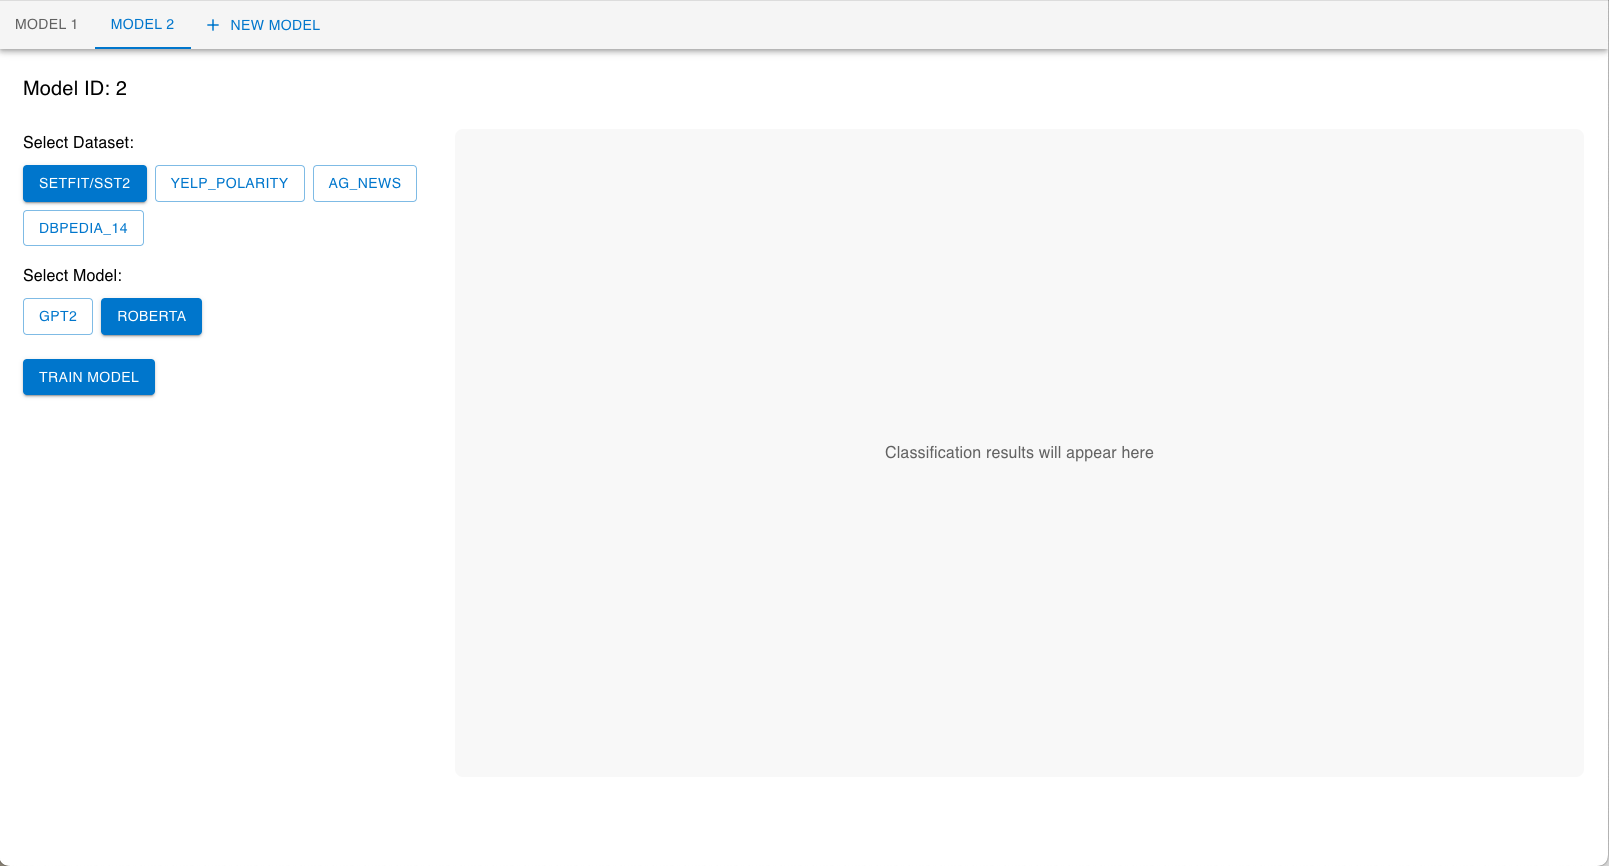 MODEL 1 MODEL 2 + NEW MODEL
Model ID: 2
Select Dataset:
SETFIT/SST2 YELP_POLARITY AG_NEWS
DBPEDIA_14
Select Model:
GPT2 ROBERTA
TRAIN MODEL
Classification results will appear here